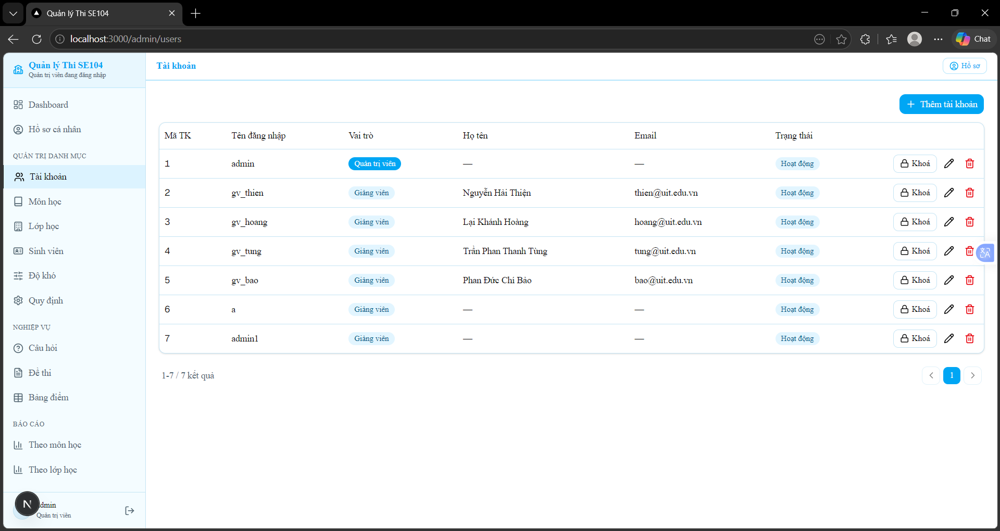 Quản lý Thi SE104
localhost:3000/admin/users
Chat
Quản lý Thi SE104
Quản trị viên đang đăng nhập
Dashboard
Hồ sơ cá nhân
QUẢN TRỊ DANH MỤC
Tài khoản
Môn học
Lớp học
Sinh viên
Độ khó
Quy định
NGHIỆP VỤ
Câu hỏi
Đề thi
Bảng điểm
BÁO CÁO
Theo môn học
Theo lớp học
N
dmin
Quản trị viên
Tài khoản
Hồ sơ
Thêm tài khoản
Mã TK Tên đăng nhập Vai trò Họ tên Email Trạng thái
1 admin Quản trị viên — — Hoạt động Khoá
2 gv_thien Giảng viên Nguyễn Hải Thiện thien@uit.edu.vn Hoạt động Khoá
3 gv_hoang Giảng viên Lại Khánh Hoàng hoang@uit.edu.vn Hoạt động Khoá
4 gv_tung Giảng viên Trần Phan Thanh Tùng tung@uit.edu.vn Hoạt động Khoá
5 gv_bao Giảng viên Phan Đức Chí Bảo bao@uit.edu.vn Hoạt động Khoá
6 a Giảng viên — — Hoạt động Khoá
7 admin1 Giảng viên — — Hoạt động Khoá
1-7 / 7 kết quả
1